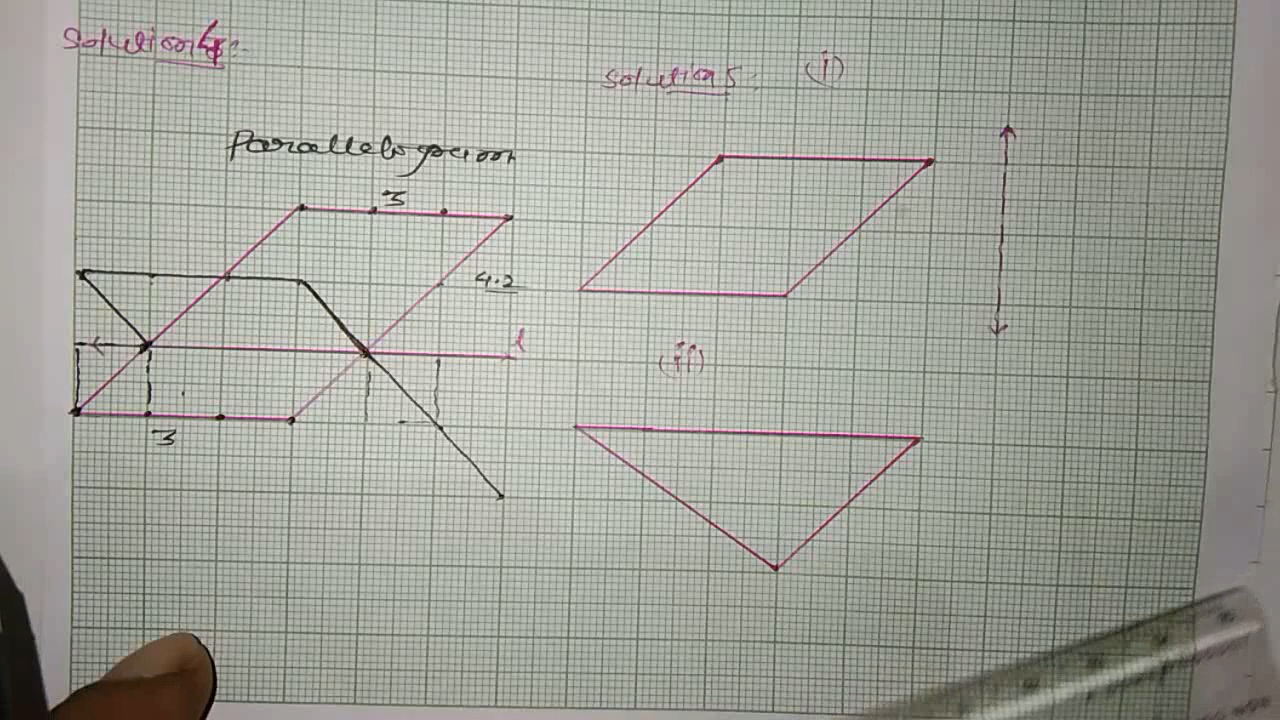 Solution 4:
Solution 5: (i)
Parallelogram
3
4.2
l
(ii)
3